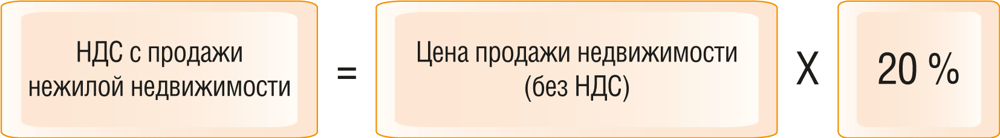 НДС с продажи
нежилой недвижимости
=
Цена продажи недвижимости
(без НДС)
X
20 %